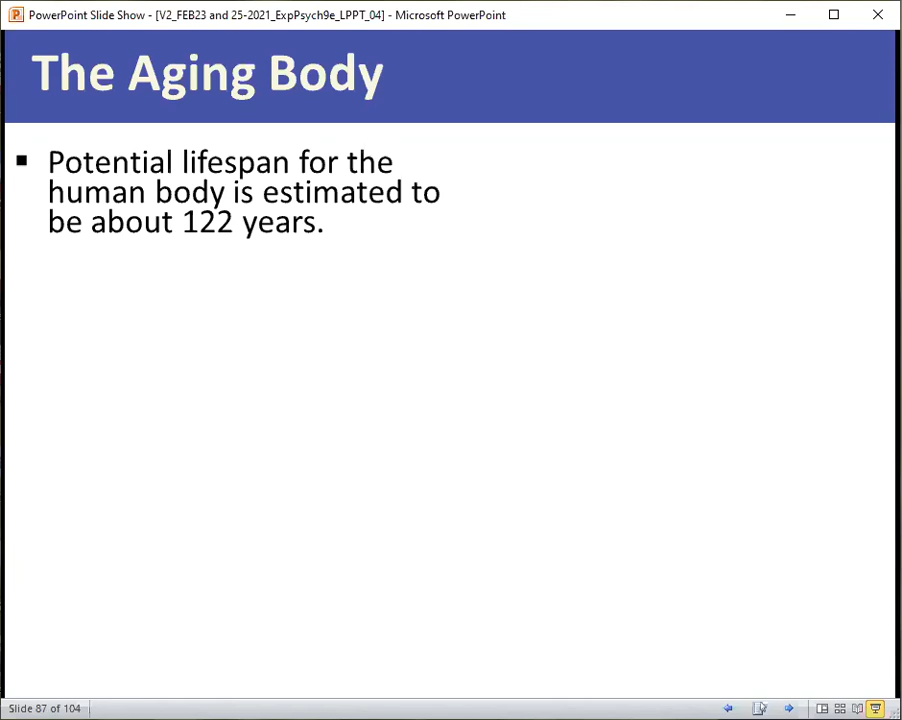 PowerPoint Slide Show - [V2_FEB23 and 25-2021_ExpPsych9e_LPPT_04] - Microsoft PowerPoint
The Aging Body
▪ Potential lifespan for the
human body is estimated to
be about 122 years.
Slide 87 of 104